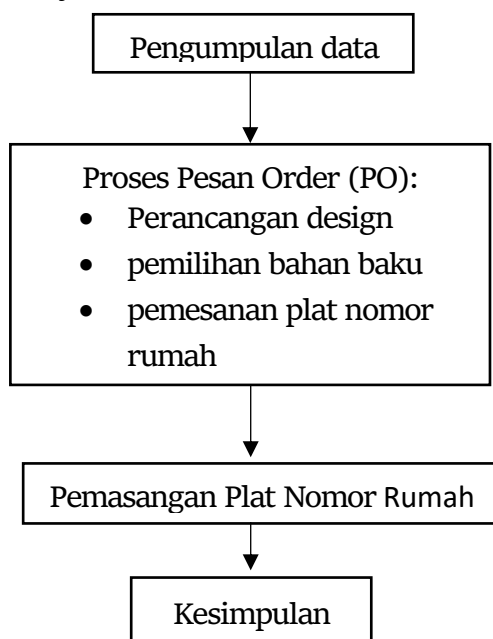 Pengumpulan data
Proses Pesan Order (PO):
• Perancangan design
• pemilihan bahan baku
• pemesanan plat nomor
rumah
Pemasangan Plat Nomor Rumah
Kesimpulan